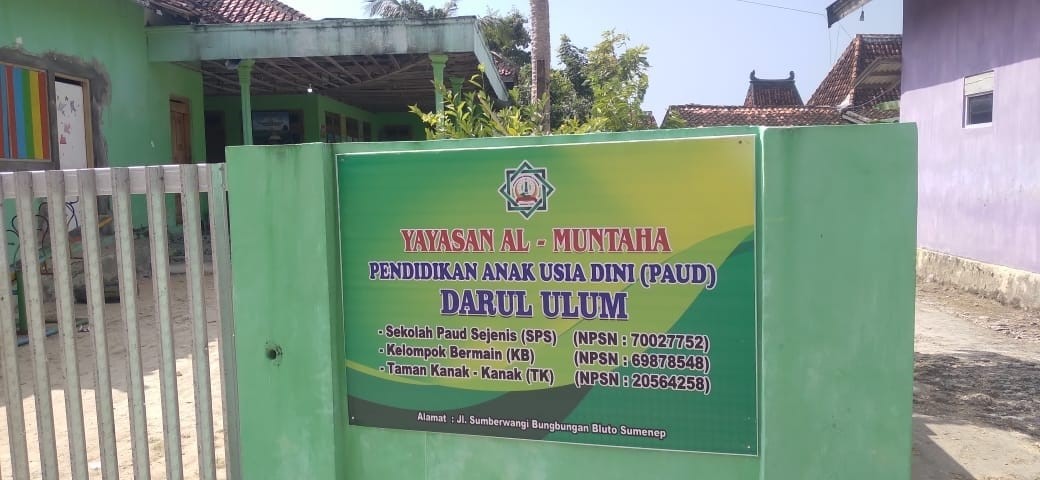 YAYASAN AL - MUNTAHA
PENDIDIKAN ANAK USIA DINI (PAUD)
DARUL ULUM
- Sekolah Paud Sejenis (SPS) (NPSN : 70027752)
- Kelompok Bermain (KB) (NPSN : 69878548)
- Taman Kanak - Kanak (TK) (NPSN : 20564258)
Alamat : Jl. Sumberwangi Bungbungan Bluto Sumenep